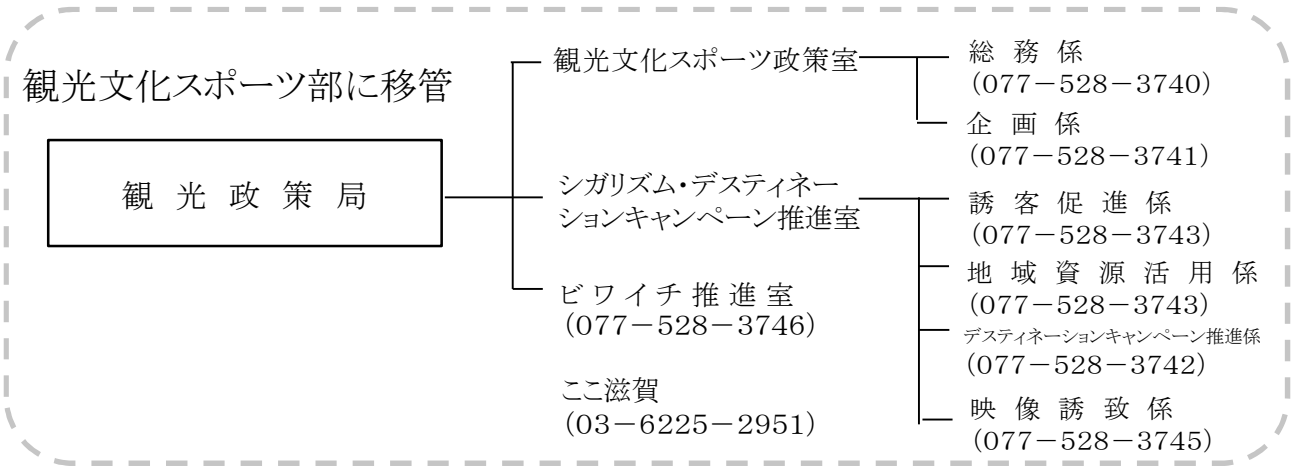 観光文化スポーツ部に移管
観光政策局
観光文化スポーツ政策室
総務係
(077-528-3740)
企画係
(077-528-3741)
シガリズム・デスティネー
ションキャンペーン推進室
誘客促進係
(077-528-3743)
地域資源活用係
(077-528-3743)
デスティネーションキャンペーン推進係
(077-528-3742)
映像誘致係
(077-528-3745)
ビワイチ推進室
(077-528-3746)
ここ滋賀
(03-6225-2951)